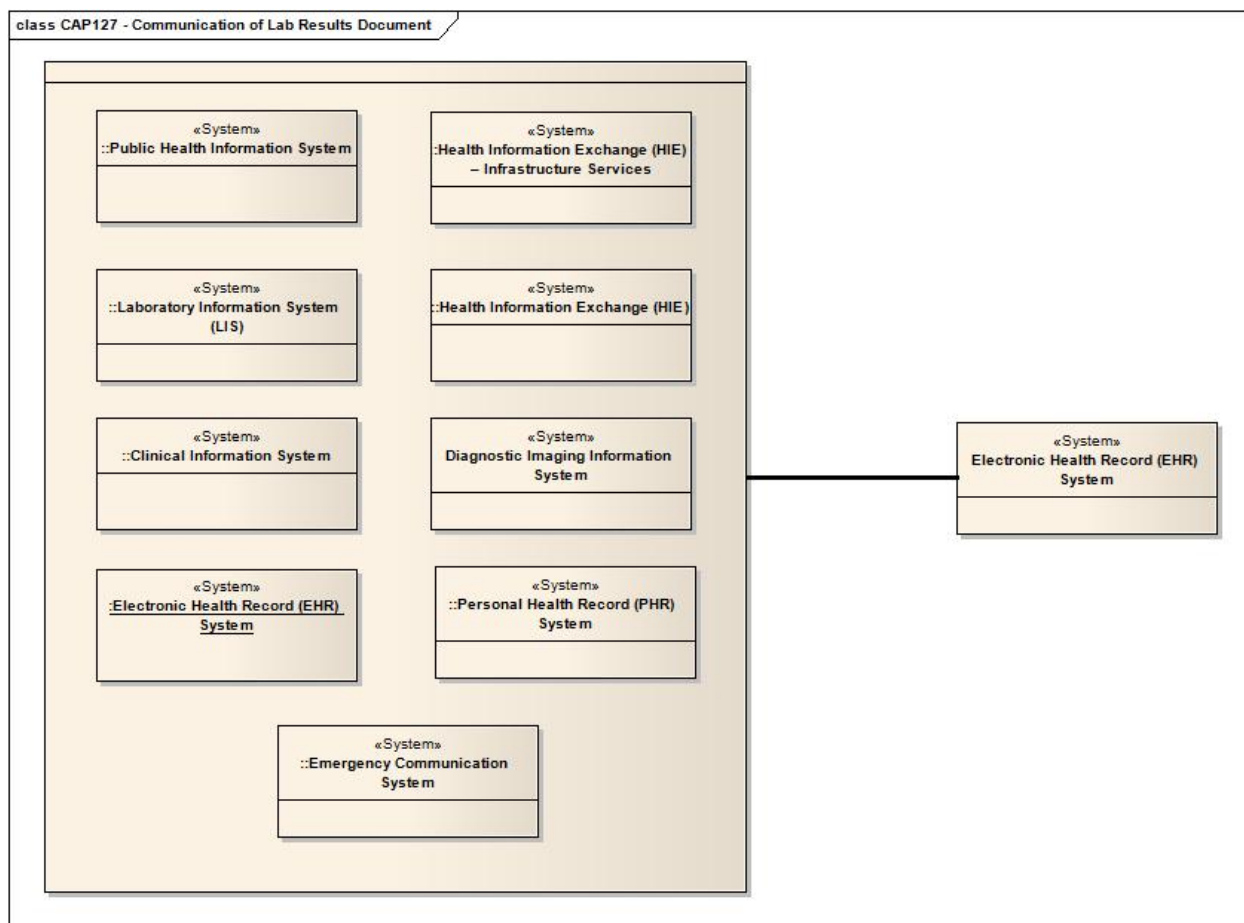 class CAP127 - Communication of Lab Results Document
«System»
::Public Health Information System
«System»
::Health Information Exchange (HIE)
– Infrastructure Services
«System»
::Laboratory Information System
(LIS)
«System»
::Health Information Exchange (HIE)
«System»
::Clinical Information System
«System»
Diagnostic Imaging Information
System
«System»
Electronic Health Record (EHR)
System
«System»
:Electronic Health Record (EHR)
System
«System»
::Personal Health Record (PHR)
System
«System»
::Emergency Communication
System